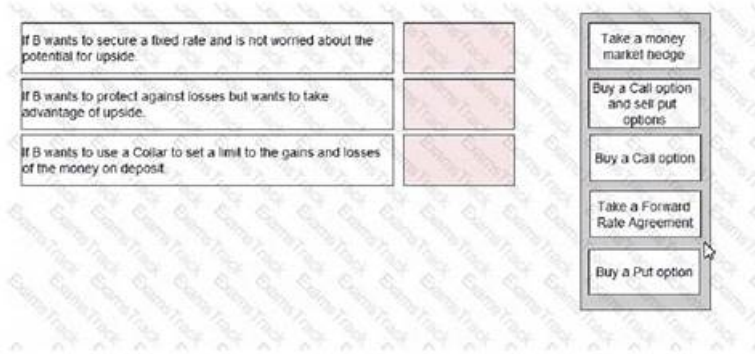 If B wants to secure a fixed rate and is not worried about the
potential for upside.
If B wants to protect against losses but wants to take
advantage of upside.
If B wants to use a Collar to set a limit to the gains and losses
of the money on deposit
Take a money
market hedge
Buy a Call option
and sell put
options
Buy a Call option
Take a Forward
Rate Agreement
Buy a Put option
ExamsTrack